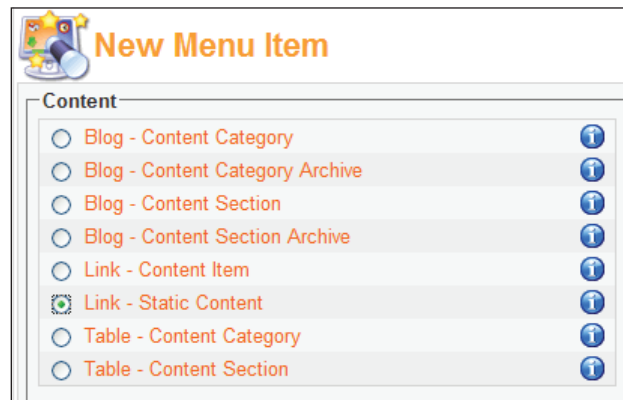 New Menu Item
Content
Blog - Content Category
Blog - Content Category Archive
Blog - Content Section
Blog - Content Section Archive
Link - Content Item
Link - Static Content
Table - Content Category
Table - Content Section